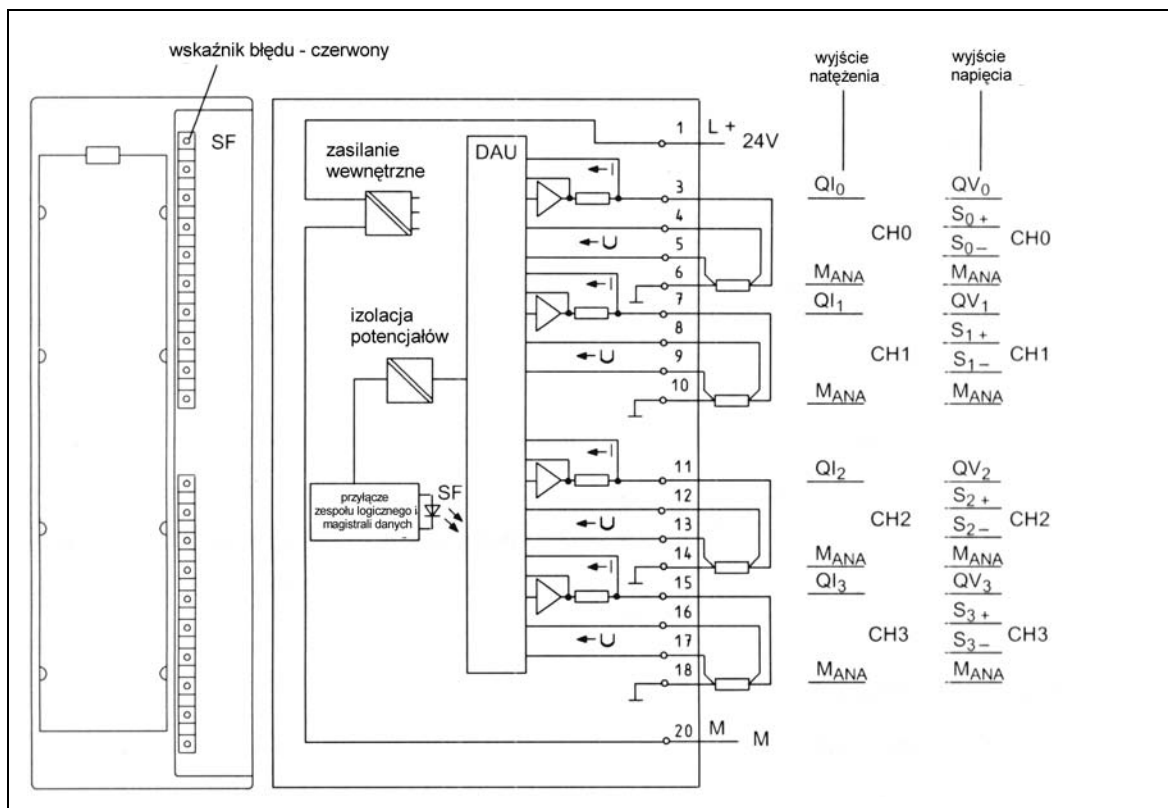 wskaźnik błędu - czerwony
SF
zasilanie
wewnętrzne
DAU
izolacja
potencjałów
przyłącze
zespołu logicznego i
magistrali danych
SF
1 L + 24V
I
3
4
U
5
6
I
7
8
U
9
10
I
11
12
U
13
14
I
15
16
U
17
18
20 M M
wyjście
natężenia
QI0
CH0
MANA
QI1
CH1
MANA
QI2
CH2
MANA
QI3
CH3
MANA
wyjście
napięcia
QV0
S0 +
CH0
S0 –
MANA
QV1
S1 +
CH1
S1 –
MANA
QV2
S2 +
CH2
S2 –
MANA
QV3
S3 +
CH3
S3 –
MANA